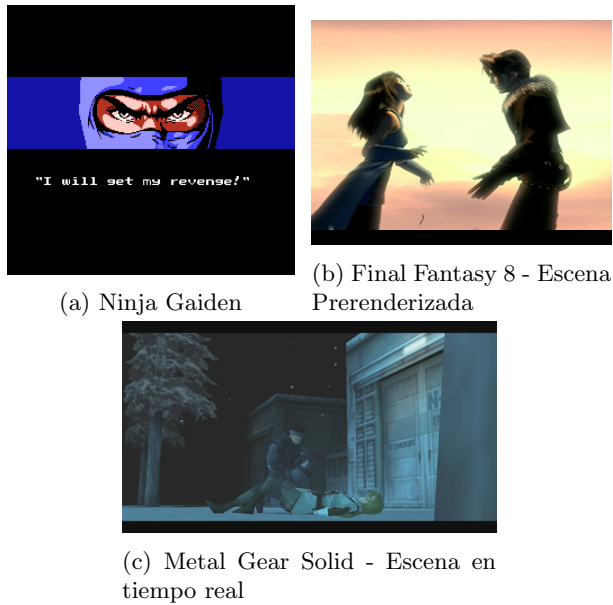 "I will get my revenge!"
(a) Ninja Gaiden
(b) Final Fantasy 8 - Escena
Prerenderizada
(c) Metal Gear Solid - Escena en
tiempo real